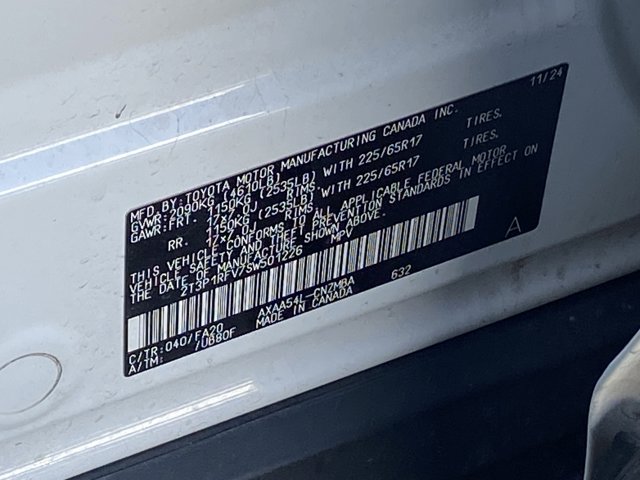 11/24
MFD.BY:TOYOTA MOTOR MANUFACTURING CANADA INC.
GVWR:2090KG (4610LB)
GAWR:FRT. 1150KG (2535LB) WITH 225/65R17 TIRES.
17X7.0J RIMS.
RR. 1150KG (2535LB) WITH 225/65R17 TIRES.
17X7.0J RIMS.
THIS VEHICLE CONFORMS TO ALL APPLICABLE FEDERAL MOTOR
VEHICLE SAFETY AND THEFT PREVENTION STANDARDS IN EFFECT ON
THE DATE OF MANUFACTURE SHOWN ABOVE.
2T3P1RFV7SW501226 MPV
A
C/TR:040/FA20 AXAA54L-CNZMBA 632
A/TM: /UB80F MADE IN CANADA